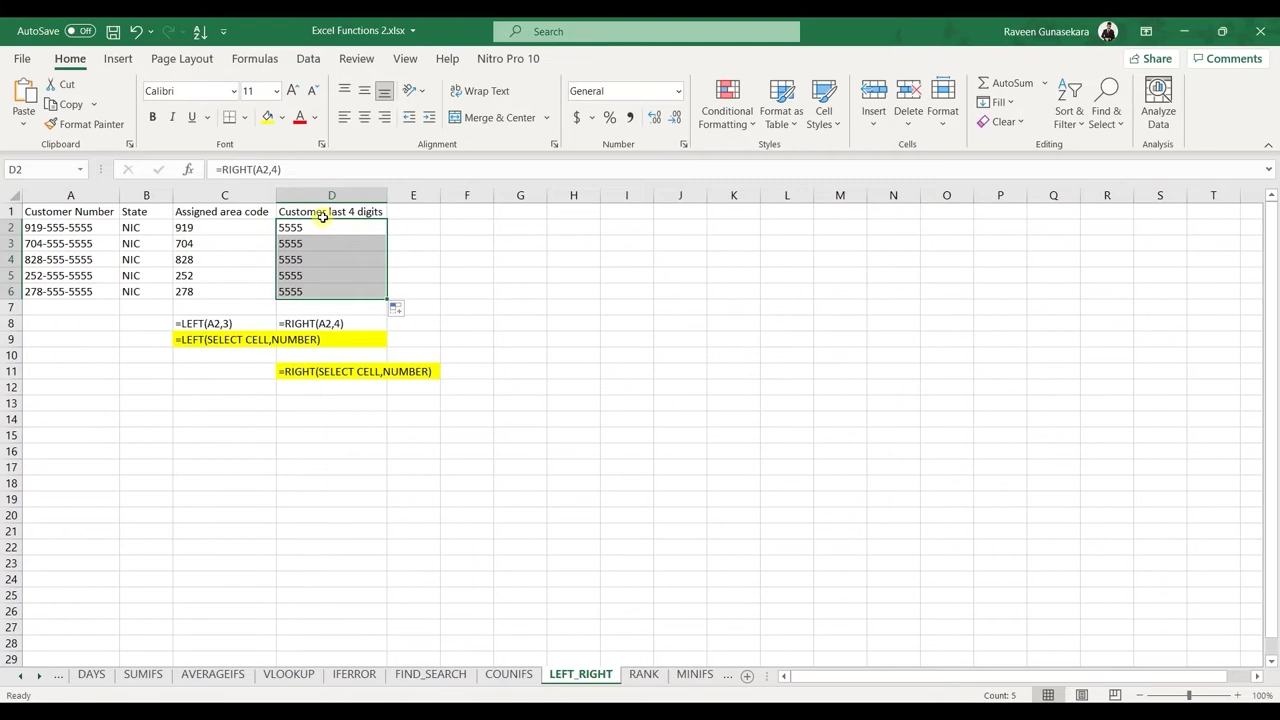 AutoSave Off Excel Functions 2.xlsx Search Raveen Gunasekara
File Home Insert Page Layout Formulas Data Review View Help Nitro Pro 10 Share Comments
Paste Cut Copy Format Painter
Calibri 11 A A
B I U A
Wrap Text
Merge & Center
General
$ % 9
Conditional Formatting Format as Table Cell Styles
Insert Delete Format
AutoSum Fill Clear
Sort & Filter Find & Select
Analyze Data
Clipboard Font Alignment Number Styles Cells Editing Analysis
D2 fx =RIGHT(A2,4)
A B C D E F G H I J K L M N O P Q R S T
1 Customer Number State Assigned area code Customer last 4 digits
2 919-555-5555 NIC 919 5555
3 704-555-5555 NIC 704 5555
4 828-555-5555 NIC 828 5555
5 252-555-5555 NIC 252 5555
6 278-555-5555 NIC 278 5555
7
8 =LEFT(A2,3) =RIGHT(A2,4)
9 =LEFT(SELECT CELL,NUMBER)
10
11 =RIGHT(SELECT CELL,NUMBER)
12
13
14
15
16
17
18
19
20
21
22
23
24
25
26
27
28
29
... DAYS SUMIFS AVERAGEIFS VLOOKUP IFERROR FIND_SEARCH COUNIFS LEFT_RIGHT RANK MINIFS ...
Ready Count: 5 100%